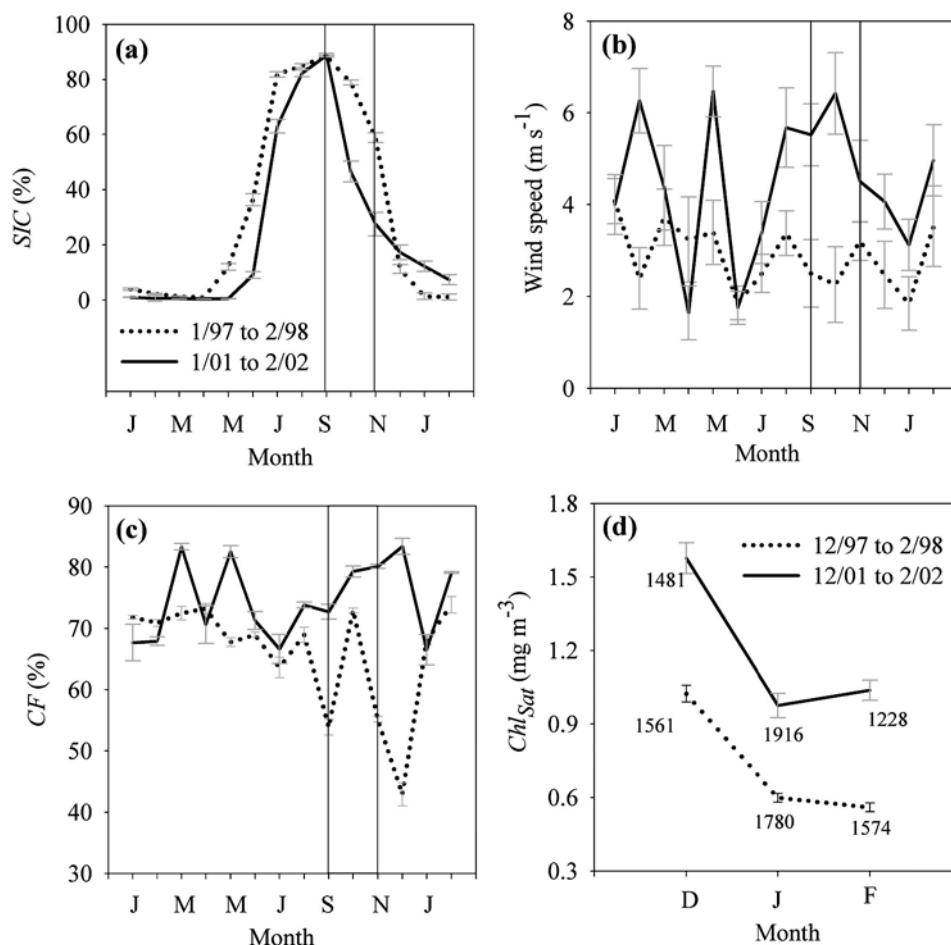 (a)
SIC (%)
100
80
60
40
20
0
1/97 to 2/98
1/01 to 2/02
J M M J S N J
Month
(b)
Wind speed (m s⁻¹)
8
6
4
2
0
J M M J S N J
Month
(c)
CF (%)
90
80
70
60
50
40
30
J M M J S N J
Month
(d)
Chl_Sat (mg m⁻³)
1.8
1.5
1.2
0.9
0.6
0.3
12/97 to 2/98
12/01 to 2/02
1481
1561
1916
1228
1780
1574
D J F
Month